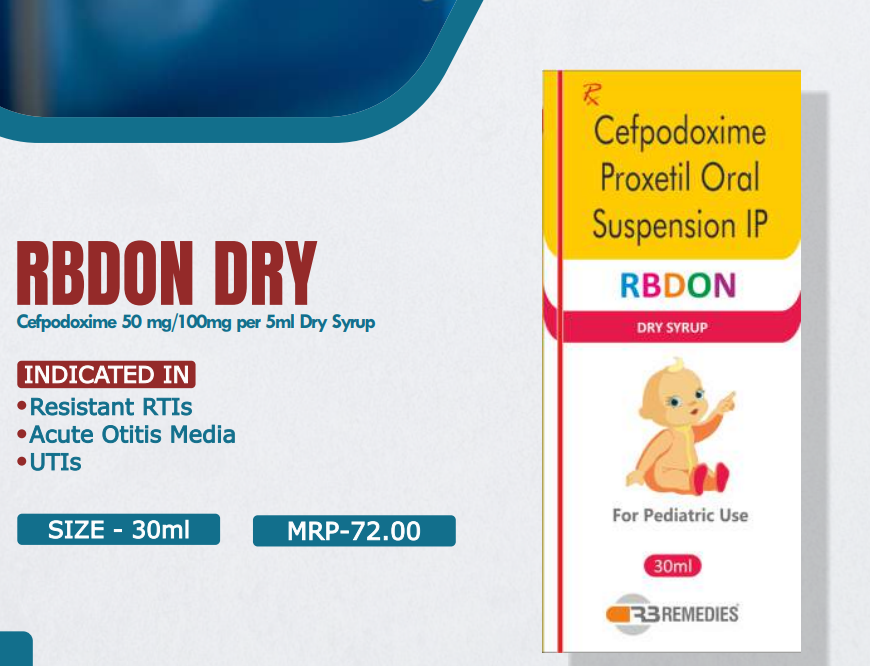 RBDON DRY
Cefpodoxime 50 mg/100mg per 5ml Dry Syrup
INDICATED IN
•Resistant RTIs
•Acute Otitis Media
•UTIs
SIZE - 30ml
MRP-72.00
Rx
Cefpodoxime
Proxetil Oral
Suspension IP
RBDON
DRY SYRUP
For Pediatric Use
30ml
RB REMEDIES